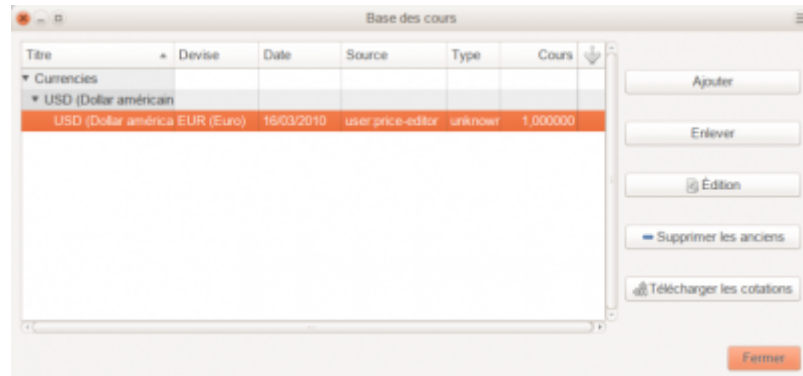 Base des cours
Titre Devise Date Source Type Cours
Currencies
USD (Dollar américain
USD (Dollar américa EUR (Euro) 16/03/2010 user:price-editor unknowr 1,000000
Ajouter
Enlever
Édition
Supprimer les anciens
Télécharger les cotations
Fermer